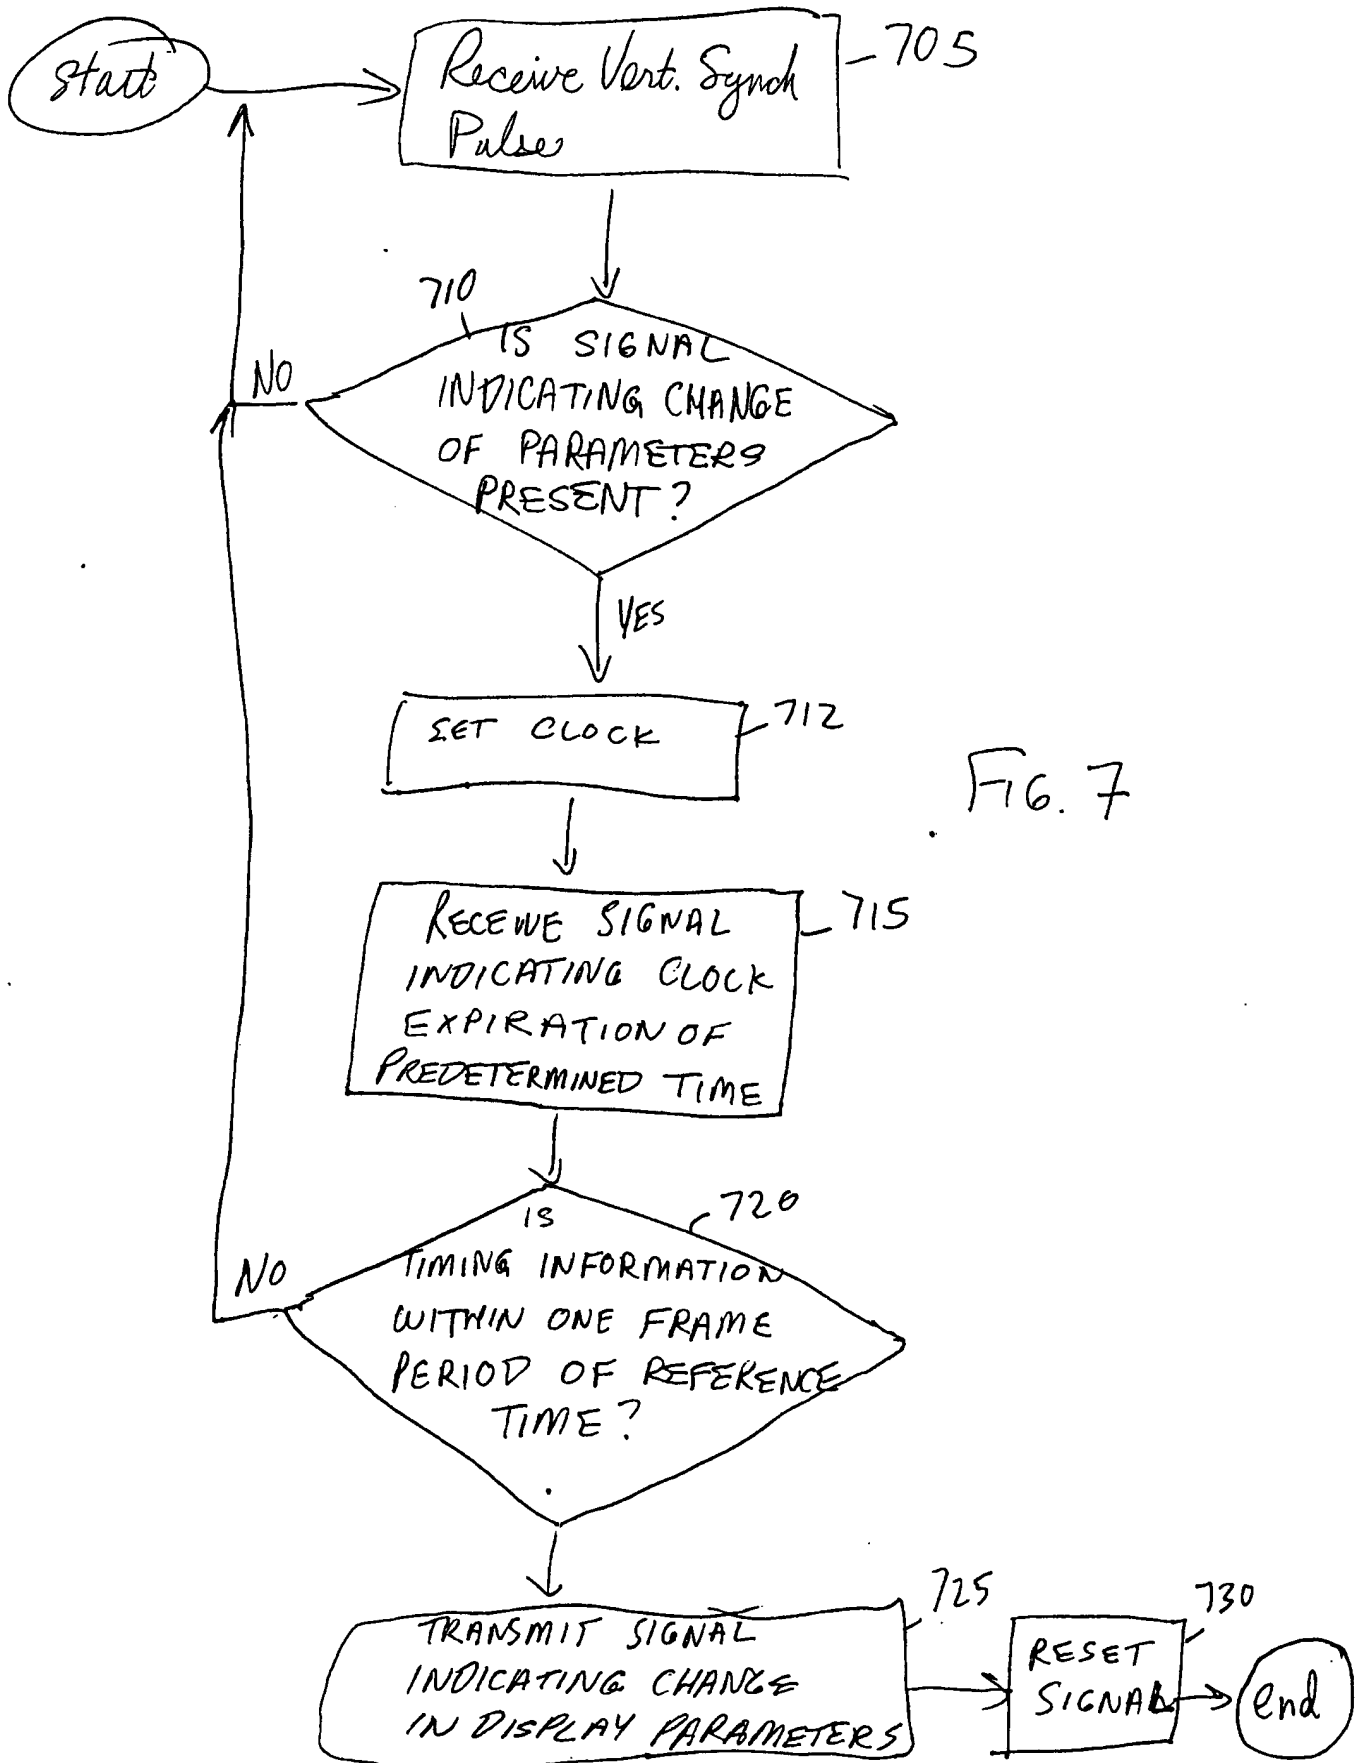 Start
Receive Vert. Synch
Pulse
705
710
IS SIGNAL
INDICATING CHANGE
OF PARAMETERS
PRESENT?
NO
YES
SET CLOCK
712
FIG. 7
RECEIVE SIGNAL
INDICATING CLOCK
EXPIRATION OF
PREDETERMINED TIME
715
IS
TIMING INFORMATION
WITHIN ONE FRAME
PERIOD OF REFERENCE
TIME?
720
NO
TRANSMIT SIGNAL
INDICATING CHANGE
IN DISPLAY PARAMETERS
725
RESET
SIGNAL
730
end